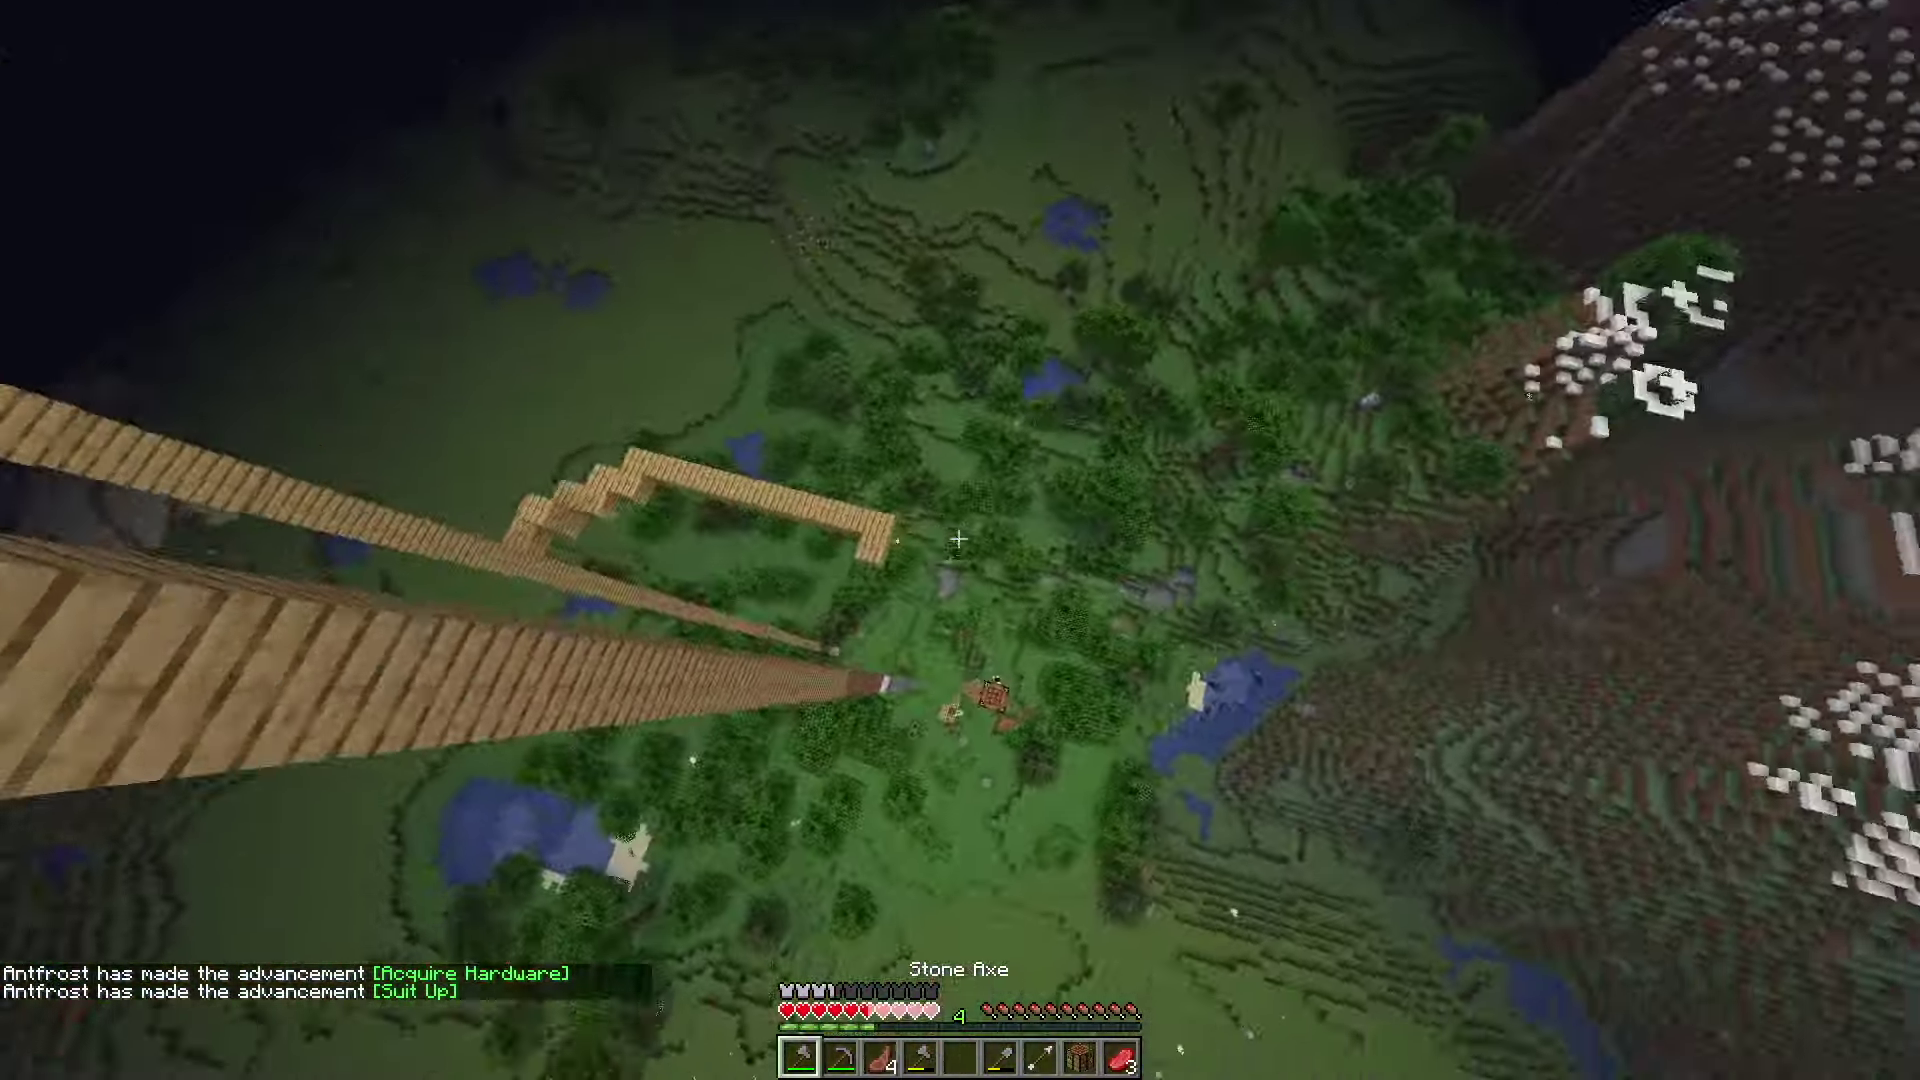 Antfrost has made the advancement [Acquire Hardware]
Antfrost has made the advancement [Suit Up]
Stone Axe
4
4
3